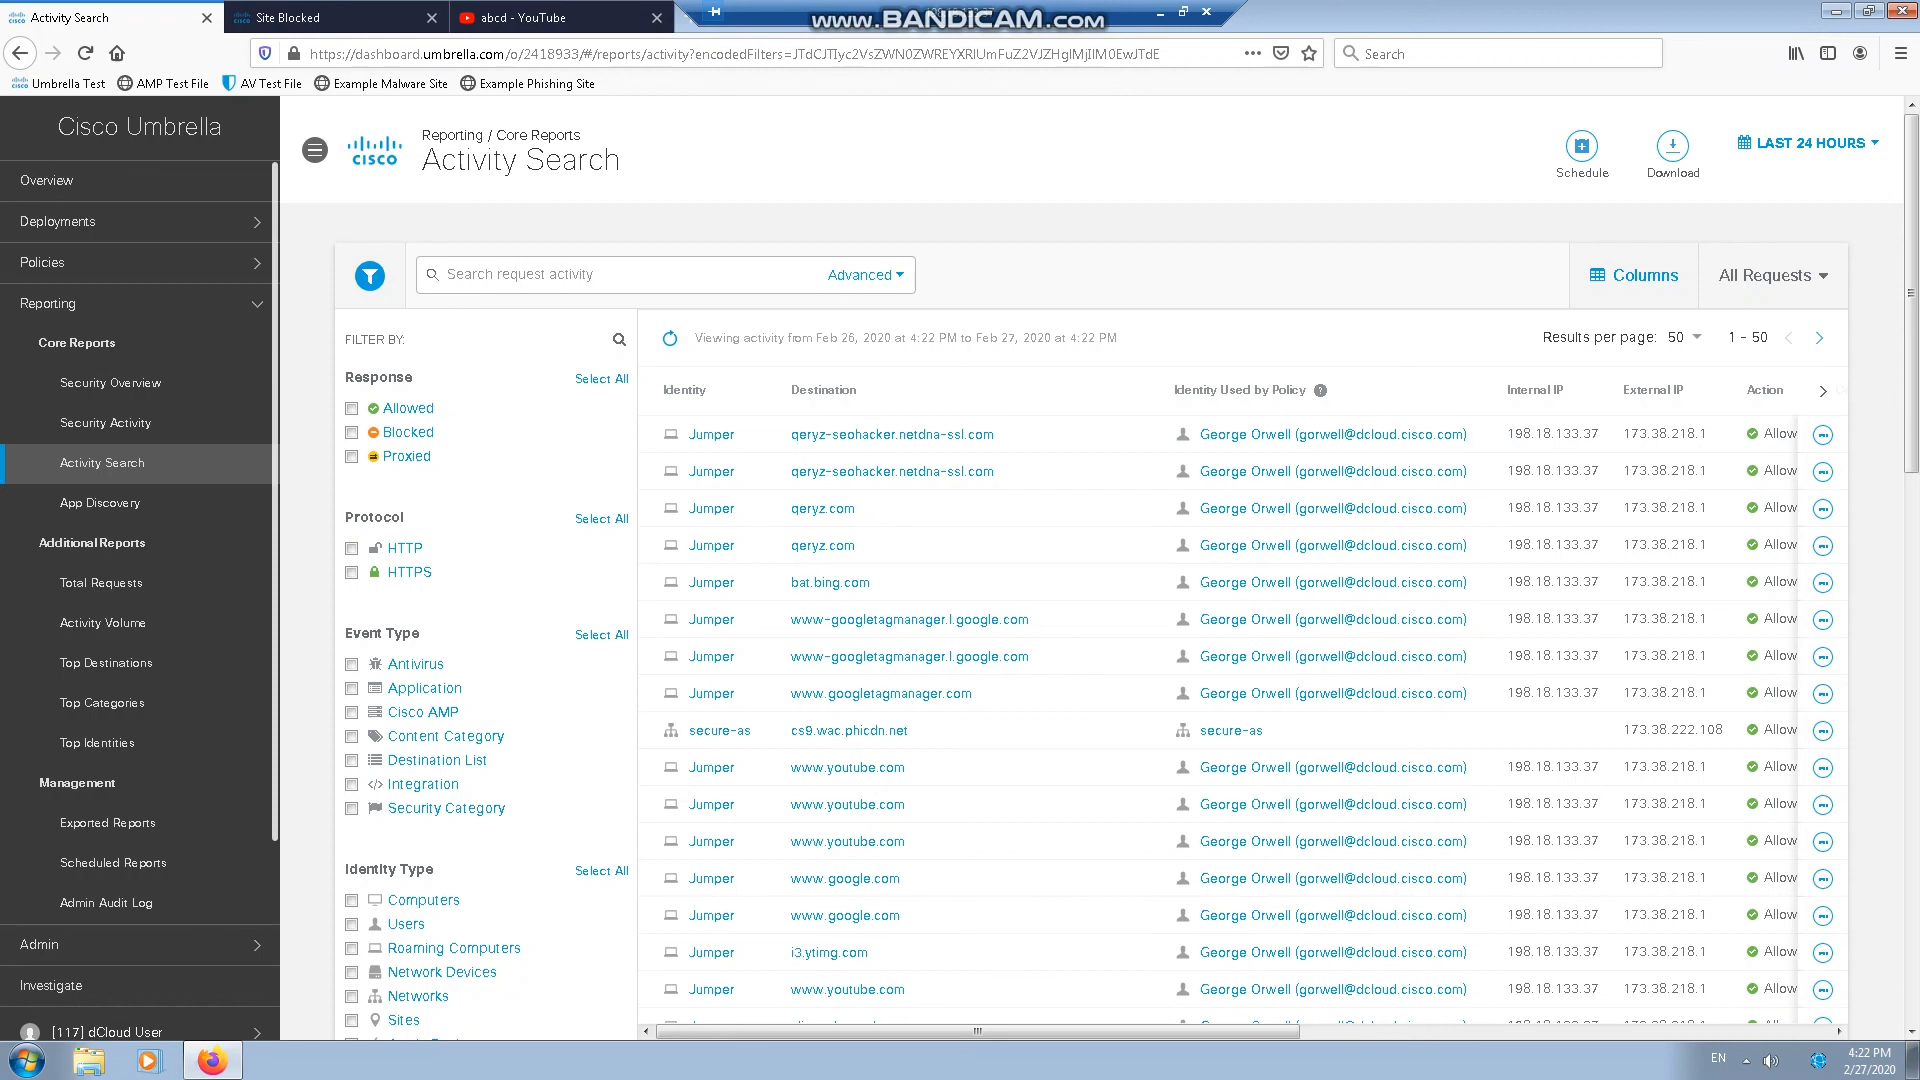 Activity Search
Site Blocked
abcd - YouTube
www.BANDICAM.com
https://dashboard.umbrella.com/o/2418933/#/reports/activity?encodedFilters=JTdCJTIyc2VsZWN0ZWREYXRlUmFuZ2VJZHglMjIlM0EwJTdE
Search
Umbrella Test
AMP Test File
AV Test File
Example Malware Site
Example Phishing Site
Cisco Umbrella
Overview
Deployments
Policies
Reporting
Core Reports
Security Overview
Security Activity
Activity Search
App Discovery
Additional Reports
Total Requests
Activity Volume
Top Destinations
Top Categories
Top Identities
Management
Exported Reports
Scheduled Reports
Admin Audit Log
Admin
Investigate
[117] dCloud User
CISCO
Reporting / Core Reports
Activity Search
Schedule
Download
LAST 24 HOURS
Search request activity
Advanced
Columns
All Requests
FILTER BY:
Response Select All
Allowed
Blocked
Proxied
Protocol Select All
HTTP
HTTPS
Event Type Select All
Antivirus
Application
Cisco AMP
Content Category
Destination List
Integration
Security Category
Identity Type Select All
Computers
Users
Roaming Computers
Network Devices
Networks
Sites
Viewing activity from Feb 26, 2020 at 4:22 PM to Feb 27, 2020 at 4:22 PM
Results per page: 50 1 - 50
Identity Destination Identity Used by Policy Internal IP External IP Action
Jumper qeryz-seohacker.netdna-ssl.com George Orwell (gorwell@dcloud.cisco.com) 198.18.133.37 173.38.218.1 Allow
Jumper qeryz-seohacker.netdna-ssl.com George Orwell (gorwell@dcloud.cisco.com) 198.18.133.37 173.38.218.1 Allow
Jumper qeryz.com George Orwell (gorwell@dcloud.cisco.com) 198.18.133.37 173.38.218.1 Allow
Jumper qeryz.com George Orwell (gorwell@dcloud.cisco.com) 198.18.133.37 173.38.218.1 Allow
Jumper bat.bing.com George Orwell (gorwell@dcloud.cisco.com) 198.18.133.37 173.38.218.1 Allow
Jumper www-googletagmanager.l.google.com George Orwell (gorwell@dcloud.cisco.com) 198.18.133.37 173.38.218.1 Allow
Jumper www-googletagmanager.l.google.com George Orwell (gorwell@dcloud.cisco.com) 198.18.133.37 173.38.218.1 Allow
Jumper www.googletagmanager.com George Orwell (gorwell@dcloud.cisco.com) 198.18.133.37 173.38.218.1 Allow
secure-as cs9.wac.phicdn.net secure-as 173.38.222.108 Allow
Jumper www.youtube.com George Orwell (gorwell@dcloud.cisco.com) 198.18.133.37 173.38.218.1 Allow
Jumper www.youtube.com George Orwell (gorwell@dcloud.cisco.com) 198.18.133.37 173.38.218.1 Allow
Jumper www.youtube.com George Orwell (gorwell@dcloud.cisco.com) 198.18.133.37 173.38.218.1 Allow
Jumper www.google.com George Orwell (gorwell@dcloud.cisco.com) 198.18.133.37 173.38.218.1 Allow
Jumper www.google.com George Orwell (gorwell@dcloud.cisco.com) 198.18.133.37 173.38.218.1 Allow
Jumper i3.ytimg.com George Orwell (gorwell@dcloud.cisco.com) 198.18.133.37 173.38.218.1 Allow
Jumper www.youtube.com George Orwell (gorwell@dcloud.cisco.com) 198.18.133.37 173.38.218.1 Allow
EN
4:22 PM
2/27/2020